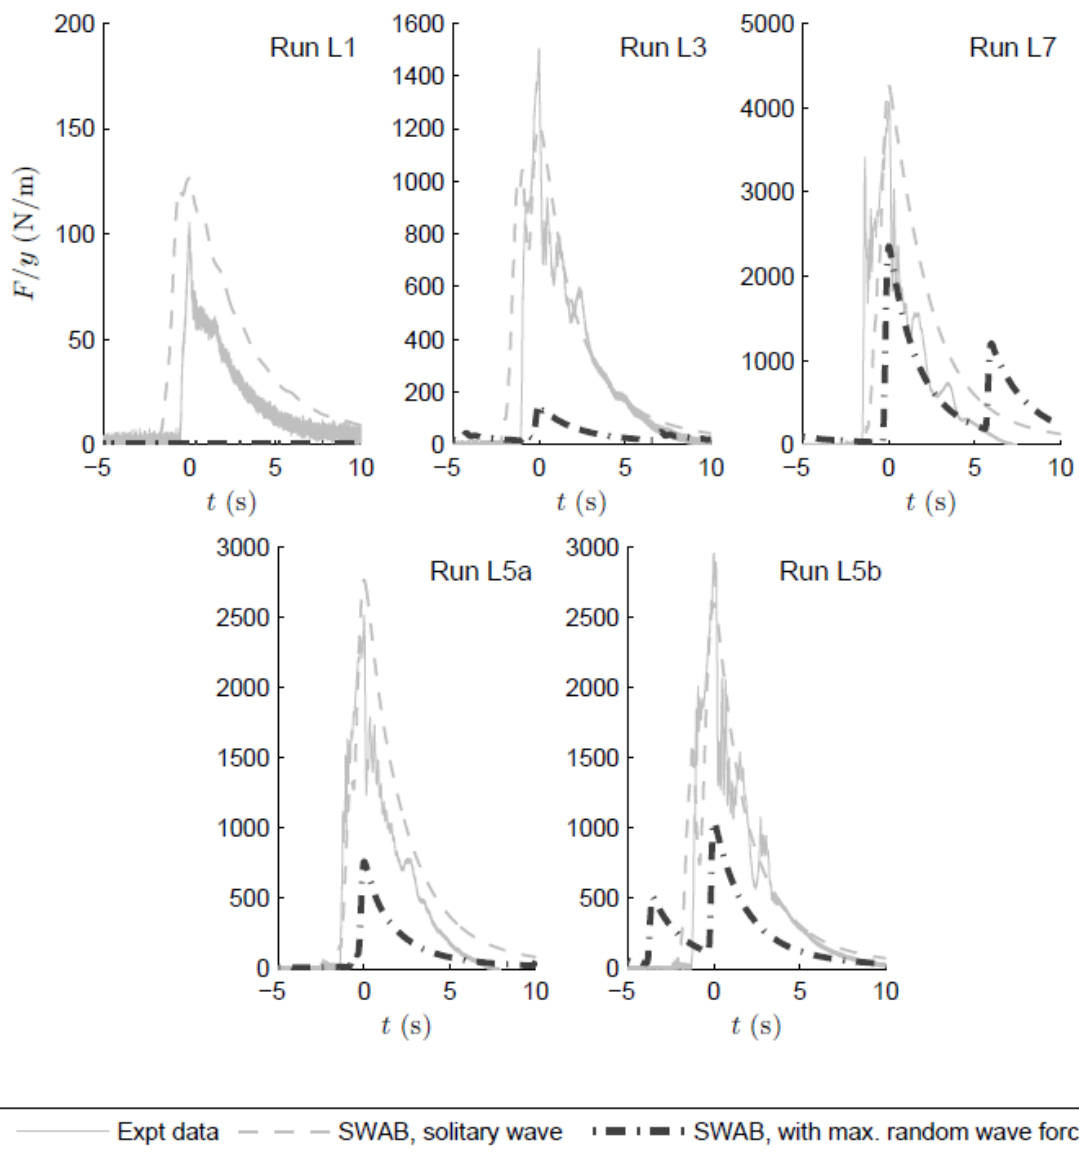 Run L1
200
150
100
50
0
−5 0 5 10
t (s)
F/y (N/m)
Run L3
1600
1400
1200
1000
800
600
400
200
0
−5 0 5 10
t (s)
Run L7
5000
4000
3000
2000
1000
0
−5 0 5 10
t (s)
Run L5a
3000
2500
2000
1500
1000
500
0
−5 0 5 10
t (s)
Run L5b
3000
2500
2000
1500
1000
500
0
−5 0 5 10
t (s)
Expt data SWAB, solitary wave SWAB, with max. random wave forc